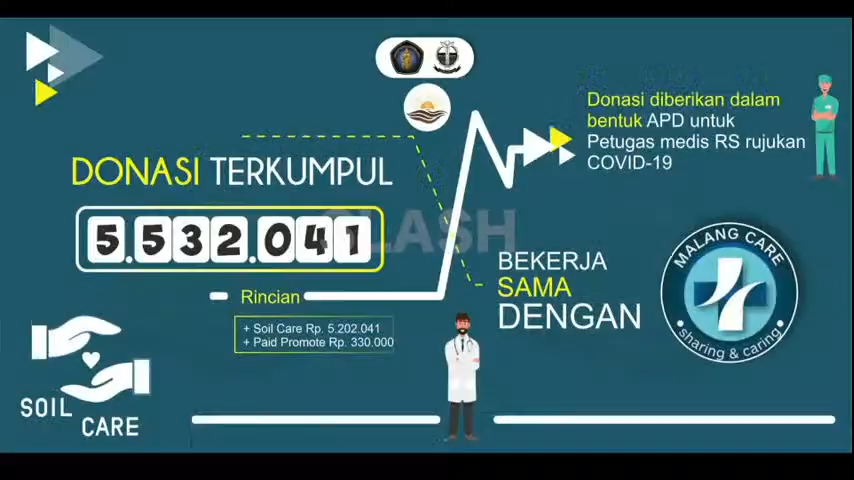 DONASI TERKUMPUL
5.532.041
Rincian
+ Soil Care Rp. 5.202.041
+ Paid Promote Rp. 330.000
Donasi diberikan dalam
bentuk APD untuk
Petugas medis RS rujukan
COVID-19
BEKERJA
SAMA
DENGAN
MALANG CARE
• sharing & caring •
SOIL
CARE